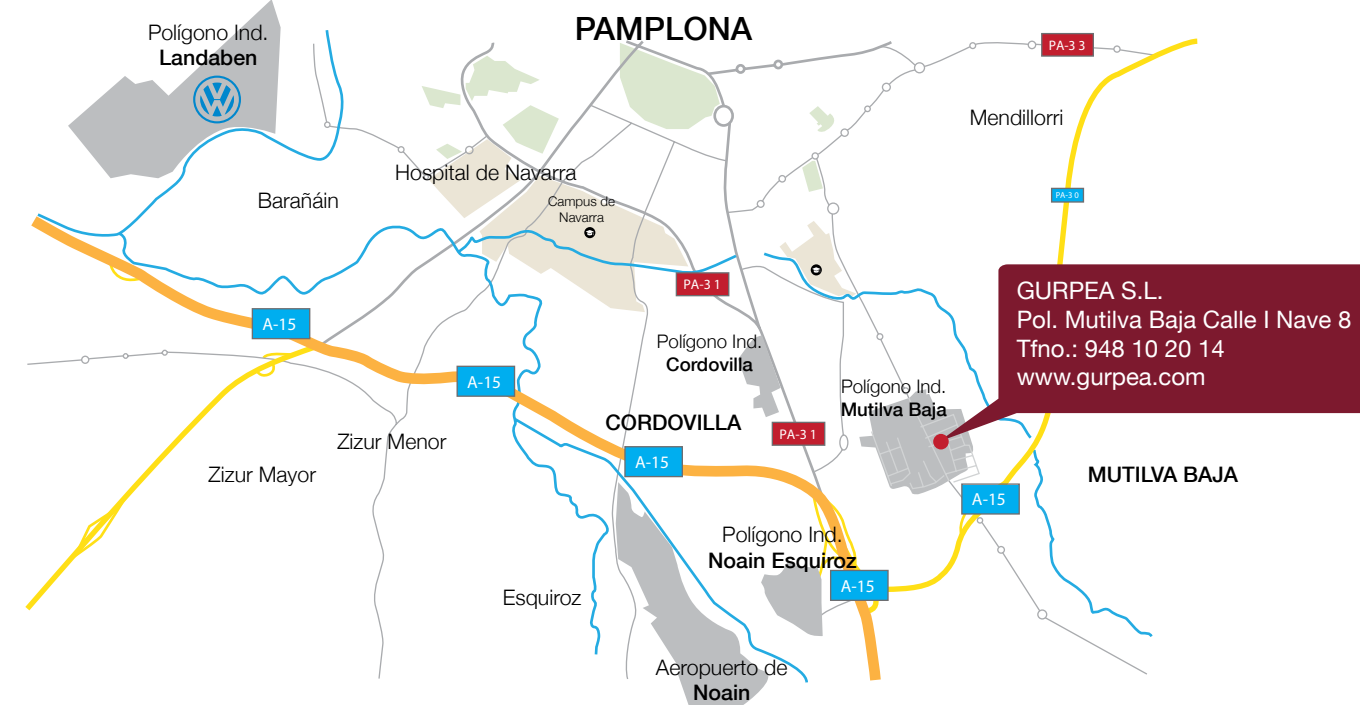 PAMPLONA
Polígono Ind.
Landaben
PA-3 3
Mendillorri
Hospital de Navarra
Barañáin
Campus de
Navarra
PA-3 0
PA-3 1
GURPEA S.L.
Pol. Mutilva Baja Calle I Nave 8
Tfno.: 948 10 20 14
www.gurpea.com
A-15
Polígono Ind.
Cordovilla
A-15
Polígono Ind.
Mutilva Baja
CORDOVILLA
PA-3 1
Zizur Menor
A-15
Zizur Mayor
MUTILVA BAJA
A-15
Polígono Ind.
Noain Esquiroz
A-15
Esquiroz
Aeropuerto de
Noain